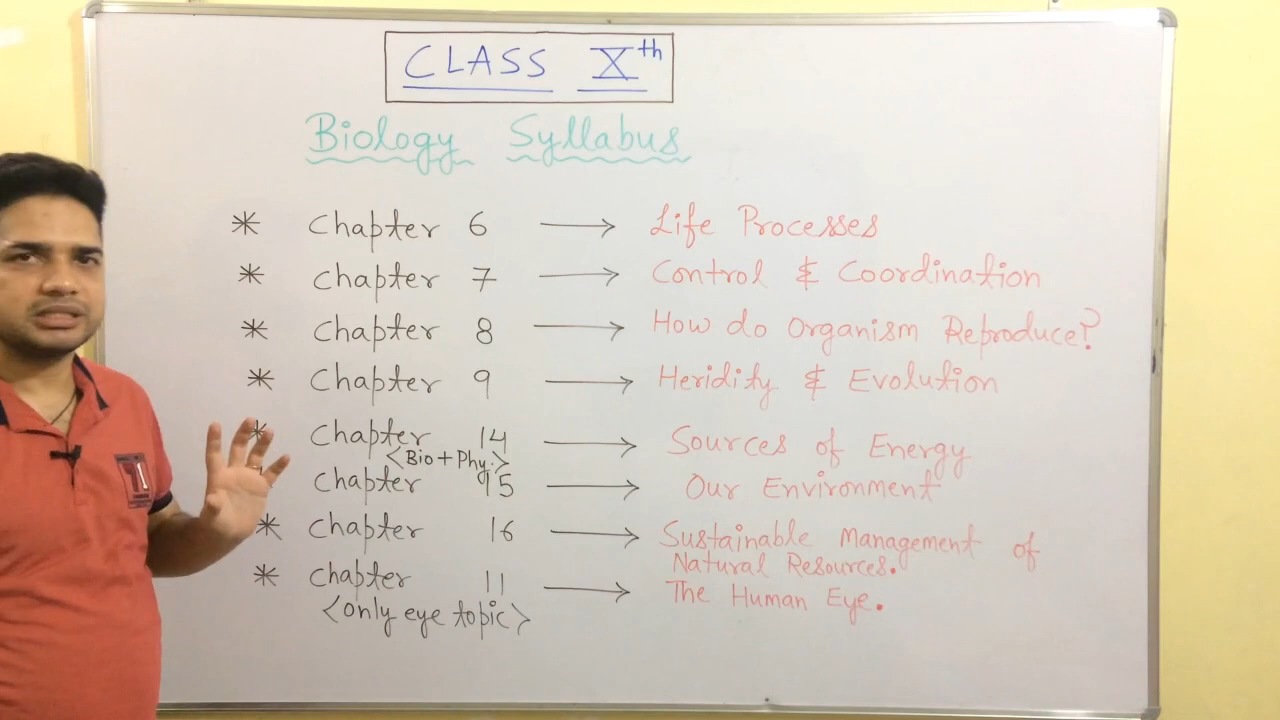 CLASS Xth
Biology Syllabus
* Chapter 6 → Life Processes
* Chapter 7 → Control & Coordination
* Chapter 8 → How do Organism Reproduce?
* Chapter 9 → Heridity & Evolution
* Chapter 14 → Sources of Energy
<Bio+Phy.>
Chapter 15 → Our Environment
* Chapter 16 → Sustainable Management of
Natural Resources.
* Chapter 11 → The Human Eye.
<only eye topic>